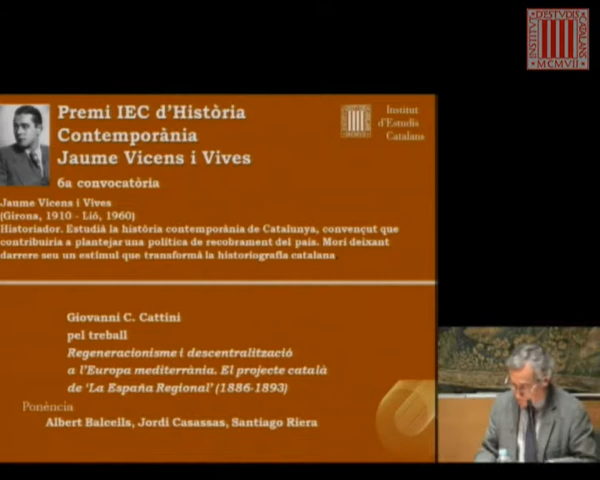 INSTITVT
D'ESTVDIS
CATALANS
MCMVII
Premi IEC d'Història
Contemporània
Jaume Vicens i Vives
6a convocatòria
Institut
d'Estudis
Catalans
Jaume Vicens i Vives
(Girona, 1910 - Lió, 1960)
Historiador. Estudià la història contemporània de Catalunya, convençut que
contribuiria a plantejar una política de recobrament del país. Morí deixant
darrere seu un estímul que transformà la historiografia catalana.
Giovanni C. Cattini
pel treball
Regeneracionisme i descentralització
a l'Europa mediterrània. El projecte català
de 'La España Regional' (1886-1893)
Ponència
Albert Balcells, Jordi Casassas, Santiago Riera